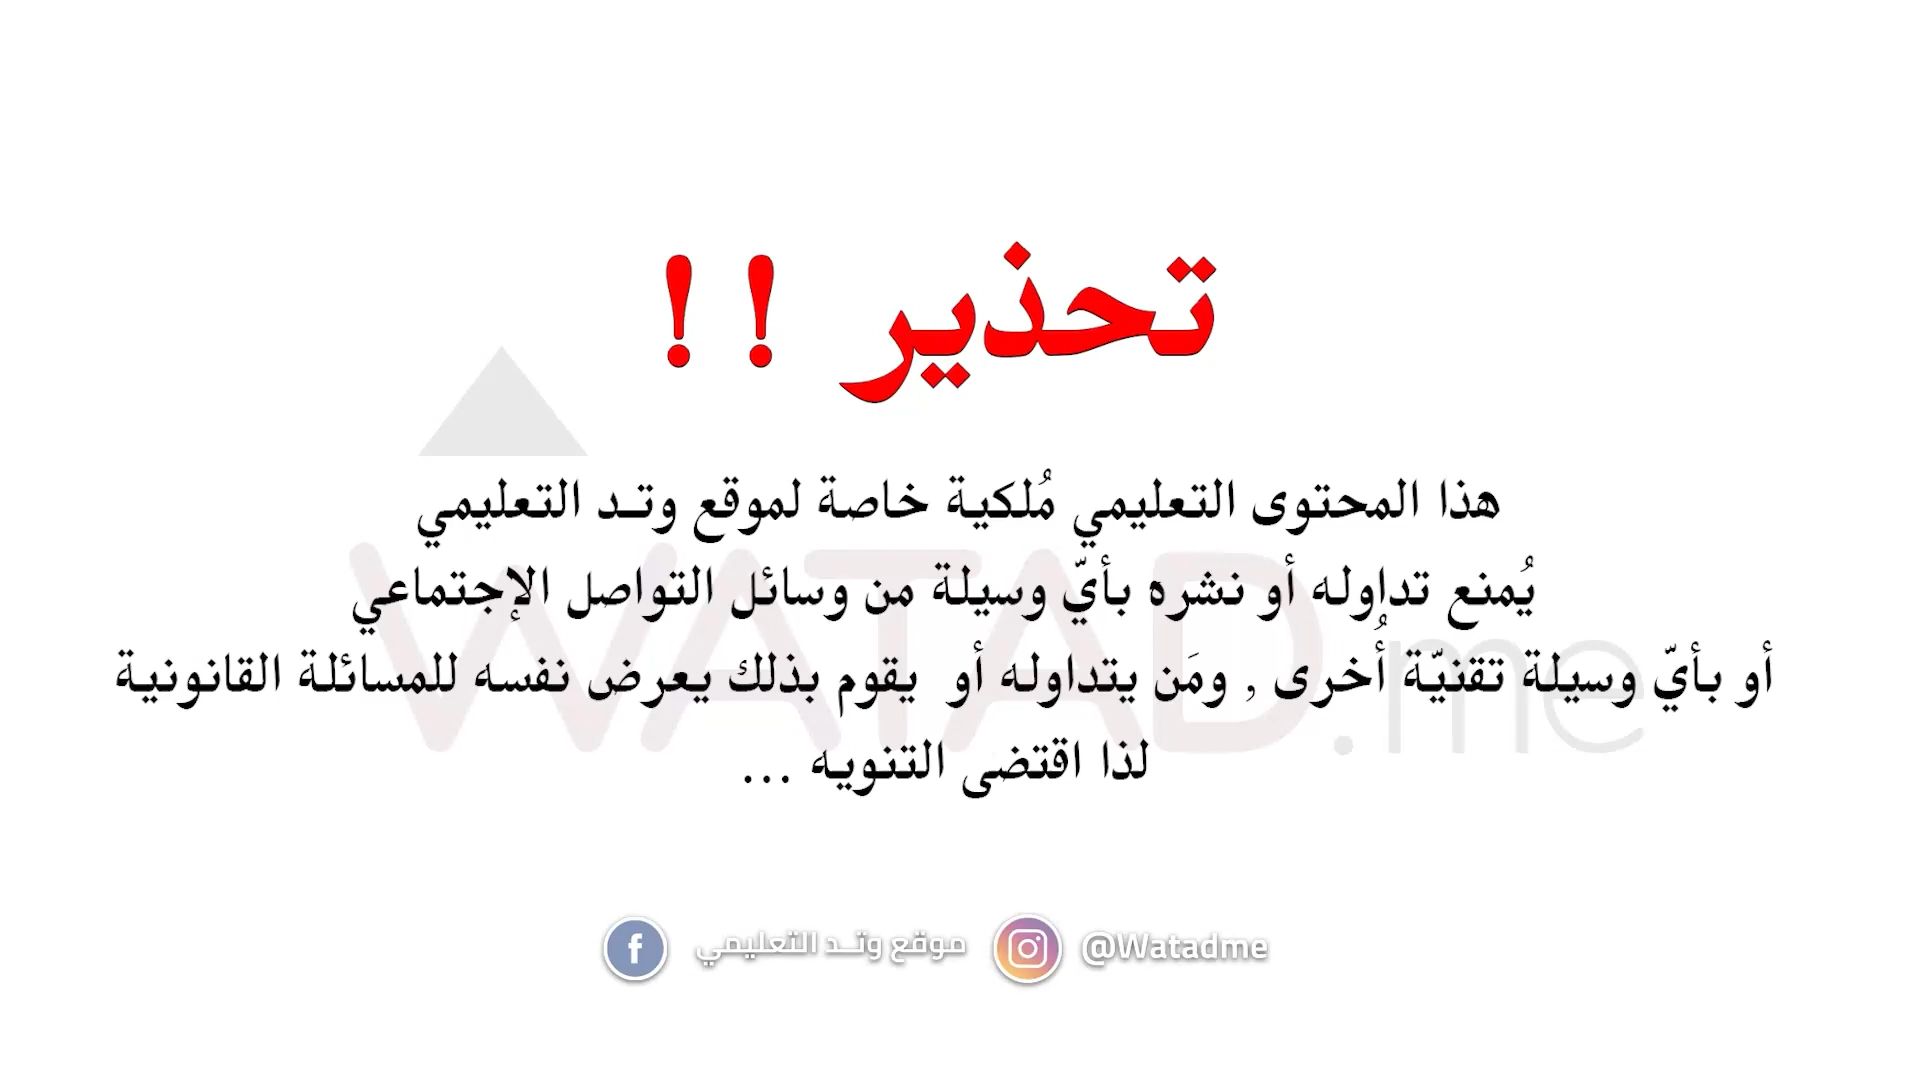 تحذير ! !
هذا المحتوى التعليمي مُلكية خاصة لموقع وتـد التعليمي
يُمنع تداوله أو نشره بأيّ وسيلة من وسائل التواصل الإجتماعي
أو بأيّ وسيلة تقنيّة أُخرى , ومَن يتداوله أو يقوم بذلك يعرض نفسه للمسائلة القانونية
لذا اقتضى التنويه ...
WATAD.me
موقع وتـد التعليمي @Watadme